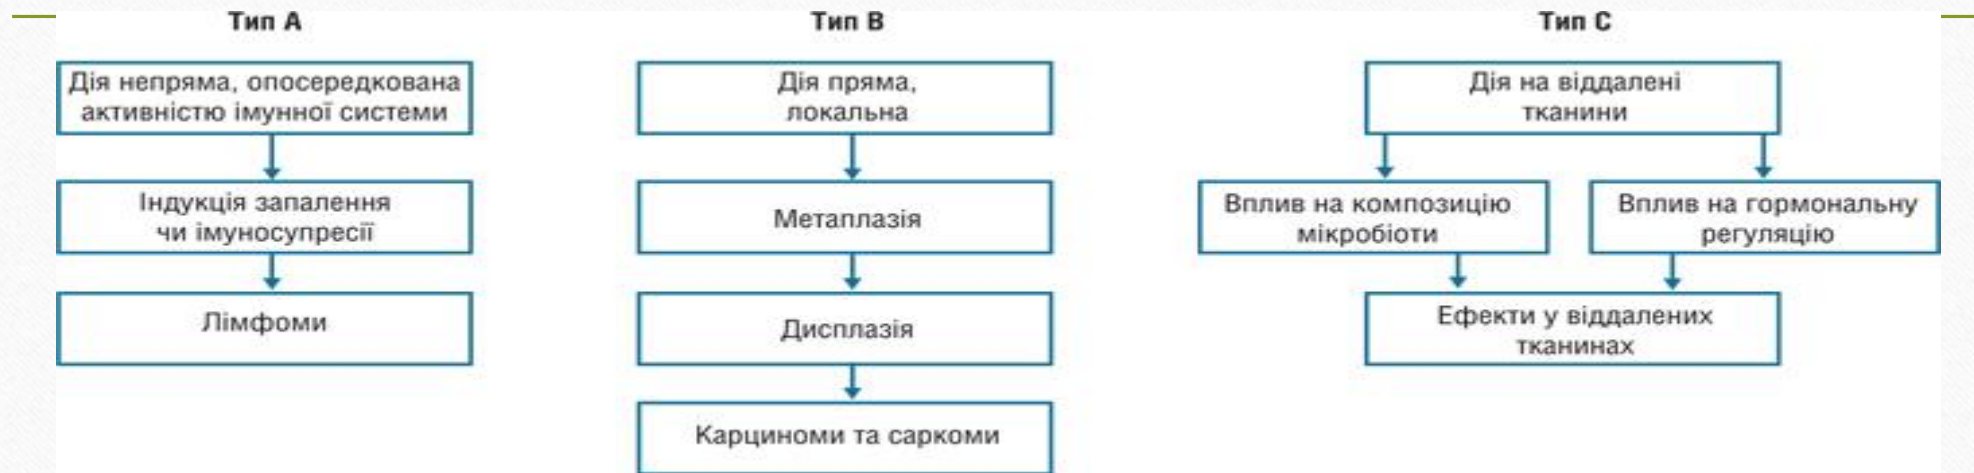 Тип А
Дія непряма, опосередкована
активністю імунної системи
Індукція запалення
чи імуносупресії
Лімфоми
Тип В
Дія пряма,
локальна
Метаплазія
Дисплазія
Карциноми та саркоми
Тип С
Дія на віддалені
тканини
Вплив на композицію
мікробіоти
Вплив на гормональну
регуляцію
Ефекти у віддалених
тканинах